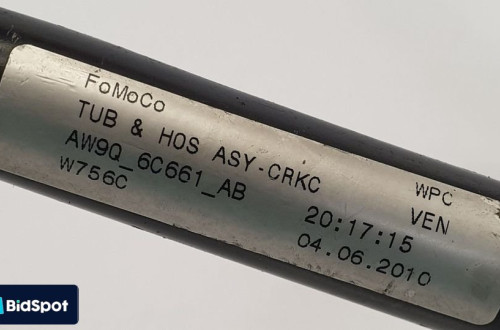 FoMoCo
TUB & HOS ASY-CRKC
AW9Q_6C661_AB
W756C
WPC
VEN
20:17:15
04.06.2010
BidSpot